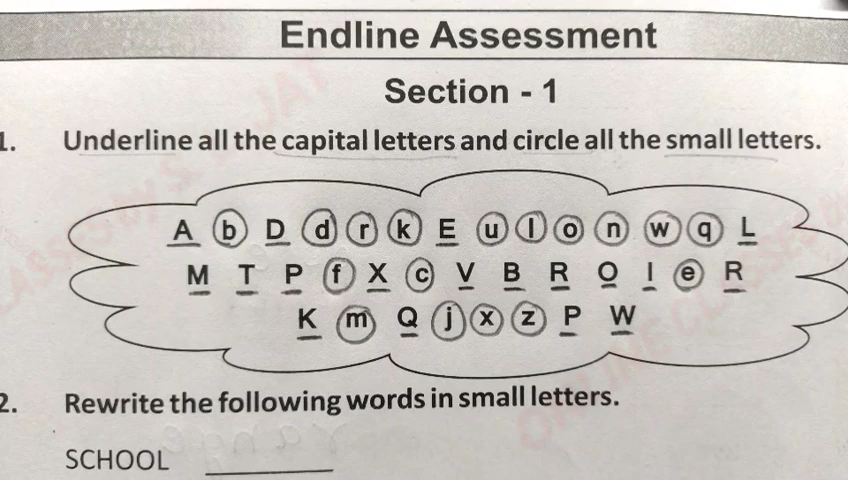 Endline Assessment
Section - 1
1. Underline all the capital letters and circle all the small letters.
A b D d r k E u l o n w q L
M T P f X c V B R O I e R
K m Q j x z P W
2. Rewrite the following words in small letters.
SCHOOL